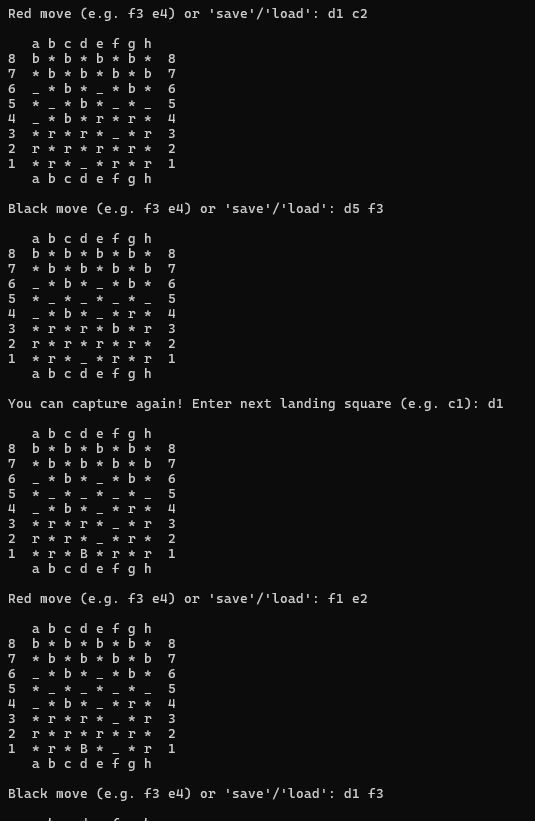 Red move (e.g. f3 e4) or 'save'/'load': d1 c2
a b c d e f g h
8 b * b * b * b * 8
7 * b * b * b * b 7
6 _ * b * _ * b * 6
5 * _ * b * _ * _ 5
4 _ * b * r * r * 4
3 * r * r * _ * r 3
2 r * r * r * r * 2
1 * r * _ * r * r 1
a b c d e f g h
Black move (e.g. f3 e4) or 'save'/'load': d5 f3
a b c d e f g h
8 b * b * b * b * 8
7 * b * b * b * b 7
6 _ * b * _ * b * 6
5 * _ * _ * _ * _ 5
4 _ * b * _ * r * 4
3 * r * r * b * r 3
2 r * r * r * r * 2
1 * r * _ * r * r 1
a b c d e f g h
You can capture again! Enter next landing square (e.g. c1): d1
a b c d e f g h
8 b * b * b * b * 8
7 * b * b * b * b 7
6 _ * b * _ * b * 6
5 * _ * _ * _ * _ 5
4 _ * b * _ * r * 4
3 * r * r * _ * r 3
2 r * r * _ * r * 2
1 * r * B * r * r 1
a b c d e f g h
Red move (e.g. f3 e4) or 'save'/'load': f1 e2
a b c d e f g h
8 b * b * b * b * 8
7 * b * b * b * b 7
6 _ * b * _ * b * 6
5 * _ * _ * _ * _ 5
4 _ * b * _ * r * 4
3 * r * r * _ * r 3
2 r * r * r * r * 2
1 * r * B * _ * r 1
a b c d e f g h
Black move (e.g. f3 e4) or 'save'/'load': d1 f3